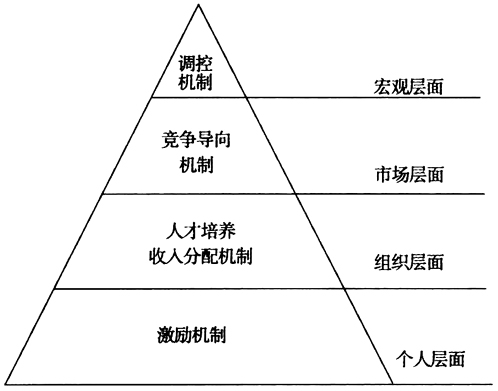 调控
机制
宏观层面
竞争导向
机制
市场层面
人才培养
收入分配机制
组织层面
激励机制
个人层面